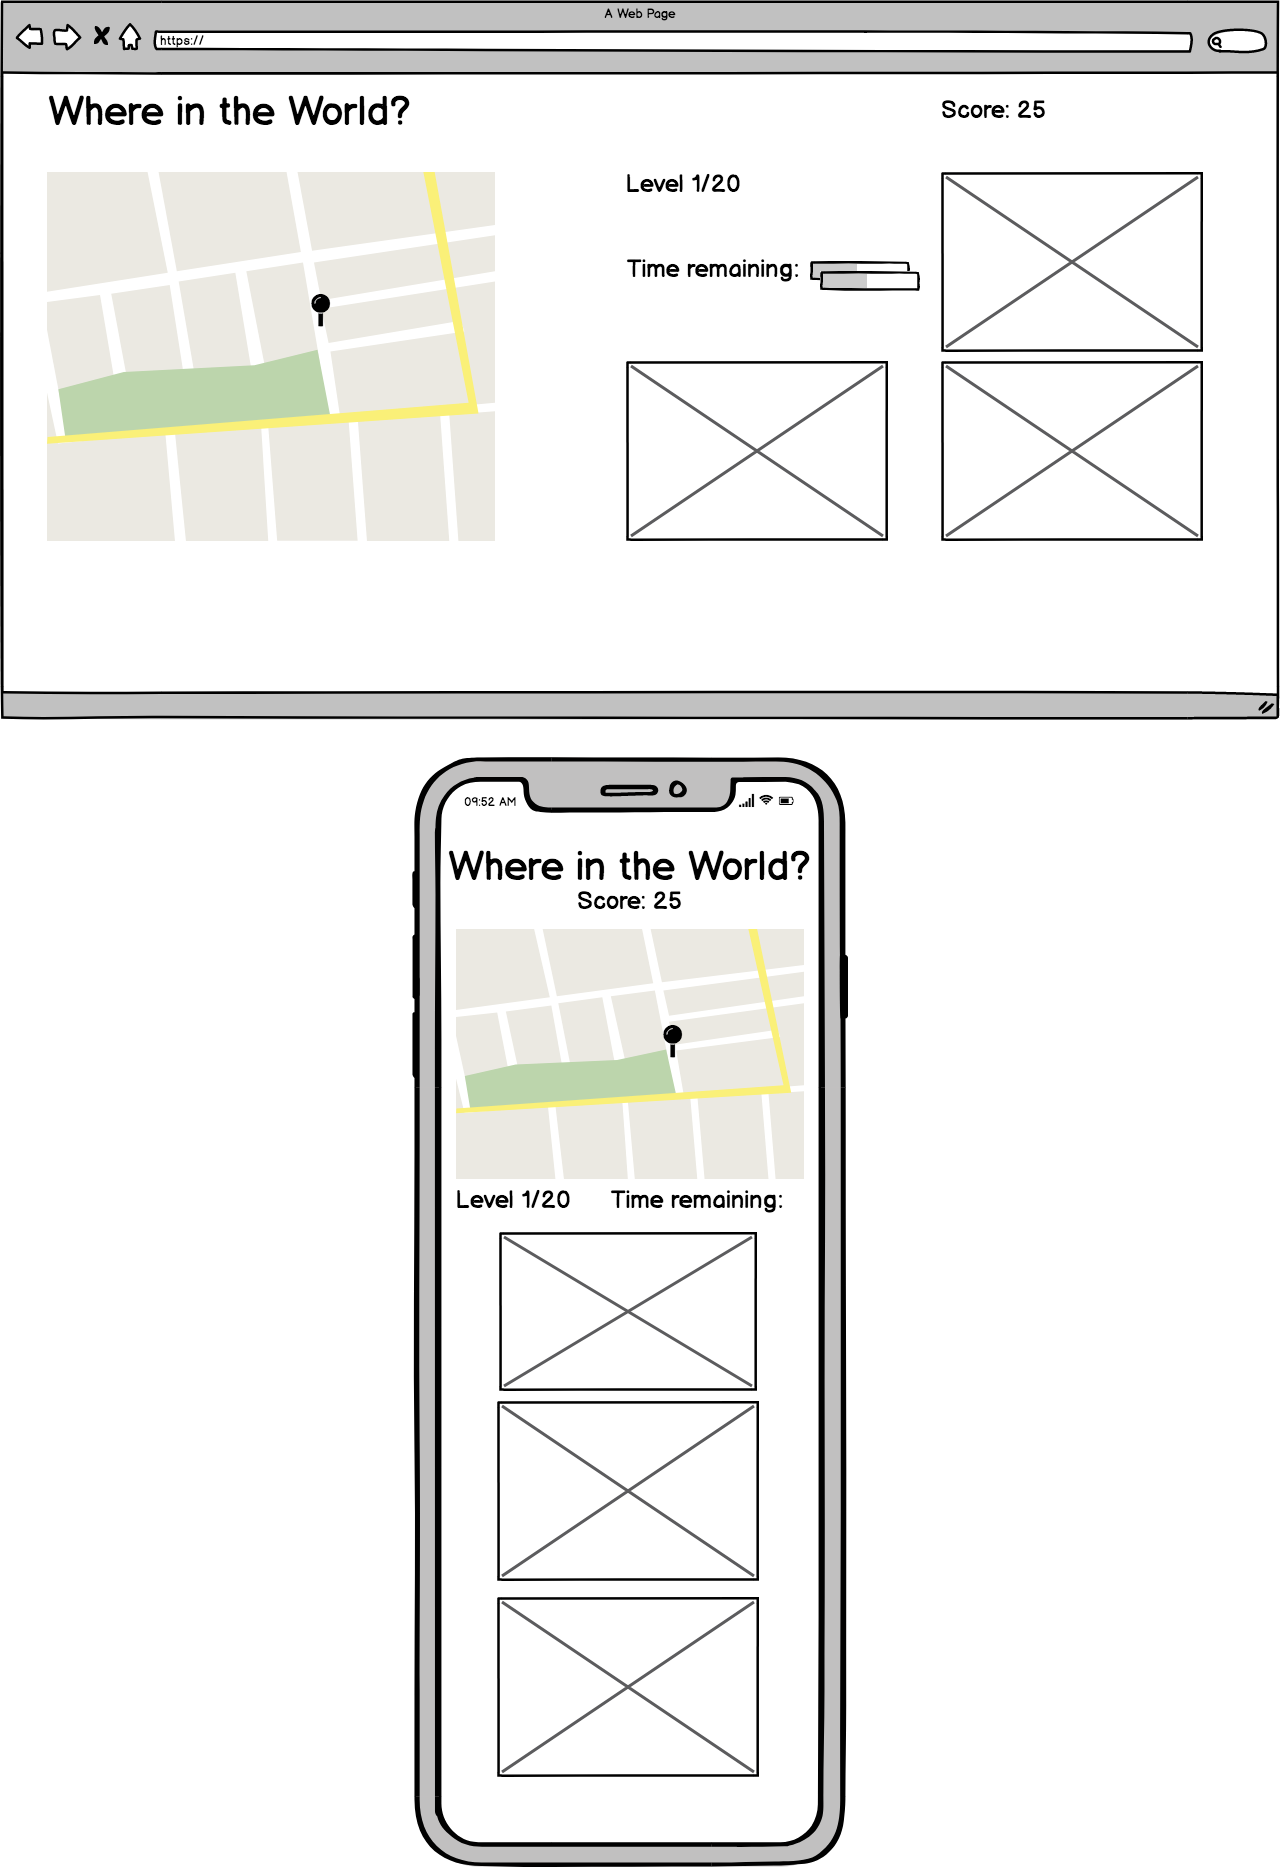 A Web Page
https://
Where in the World?
Score: 25
Level 1/20
Time remaining:
09:52 AM
Where in the World?
Score: 25
Level 1/20
Time remaining: